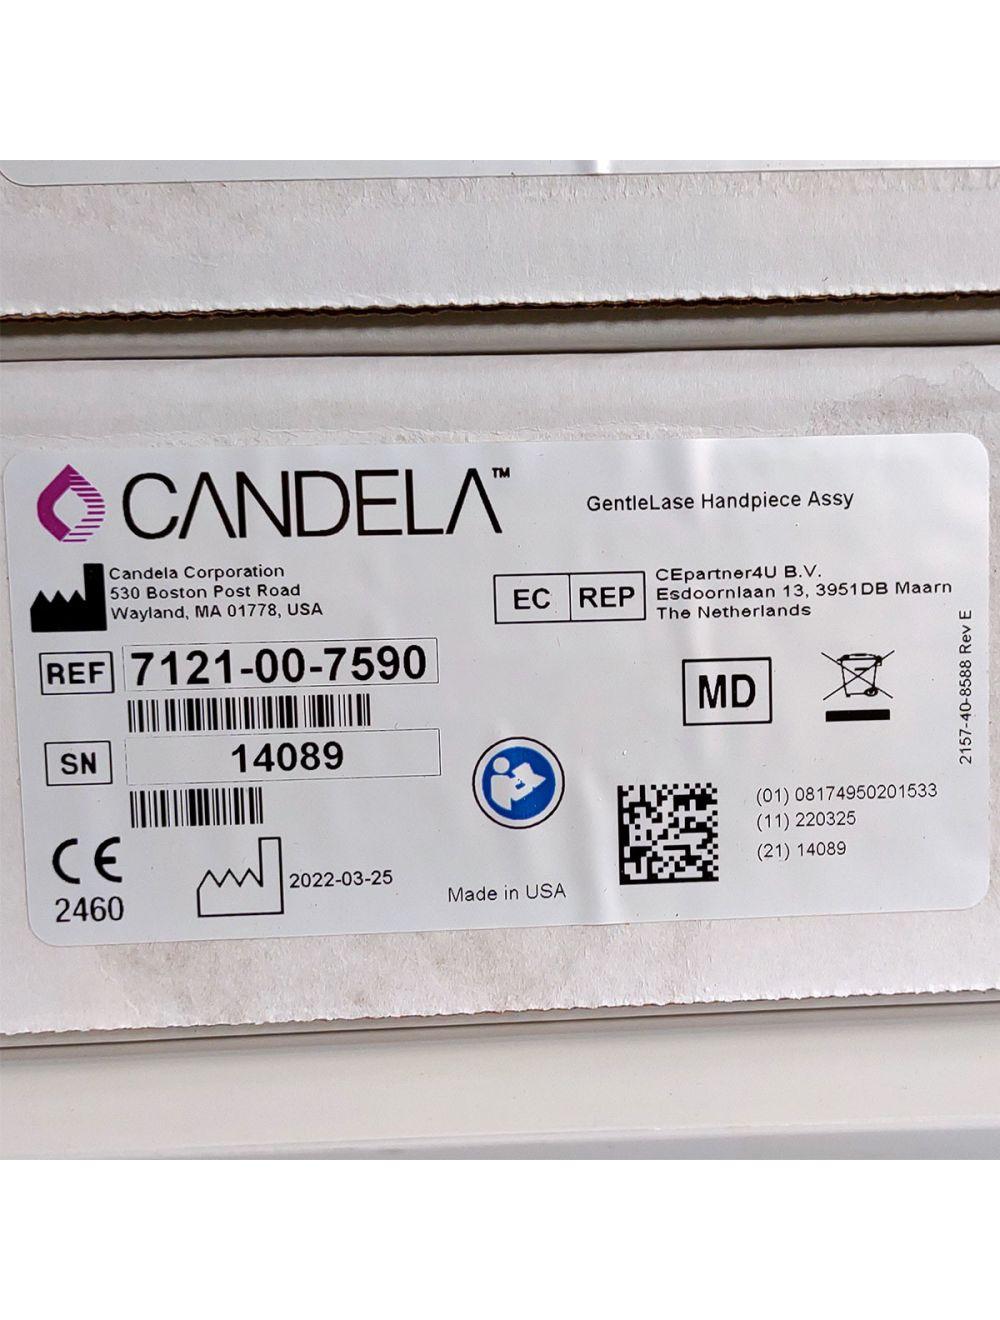 CANDELA™
GentleLase Handpiece Assy
Candela Corporation
530 Boston Post Road
Wayland, MA 01778, USA
EC REP
CEpartner4U B.V.
Esdoornlaan 13, 3951DB Maarn
The Netherlands
REF 7121-00-7590
SN 14089
MD
2157-40-8588 Rev E
CE
2460
2022-03-25
Made in USA
(01) 08174950201533
(11) 220325
(21) 14089